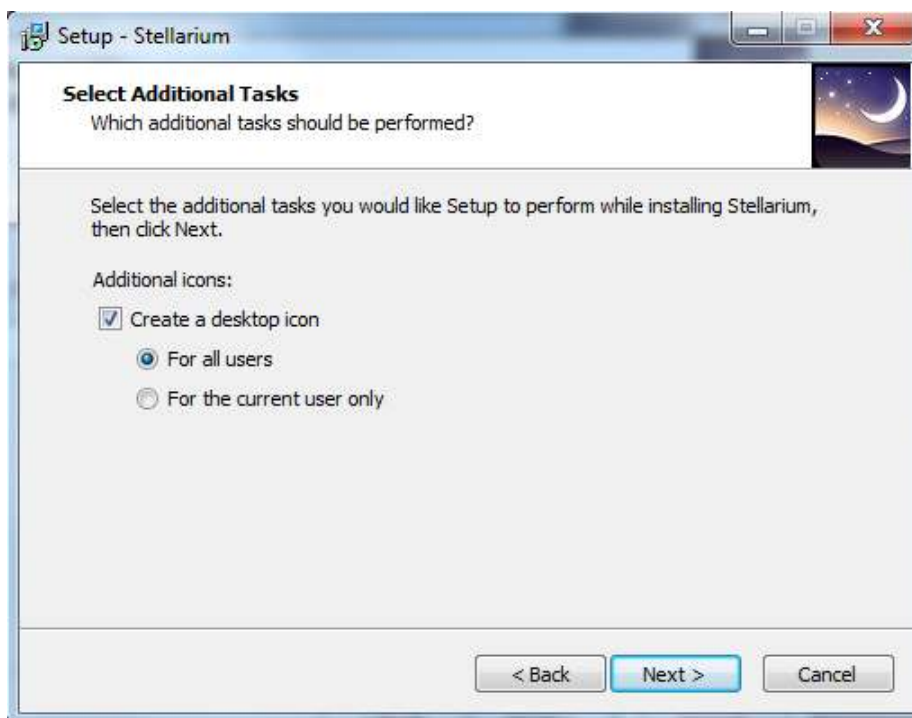 Setup - Stellarium
Select Additional Tasks
Which additional tasks should be performed?
Select the additional tasks you would like Setup to perform while installing Stellarium,
then click Next.
Additional icons:
Create a desktop icon
For all users
For the current user only
< Back Next > Cancel